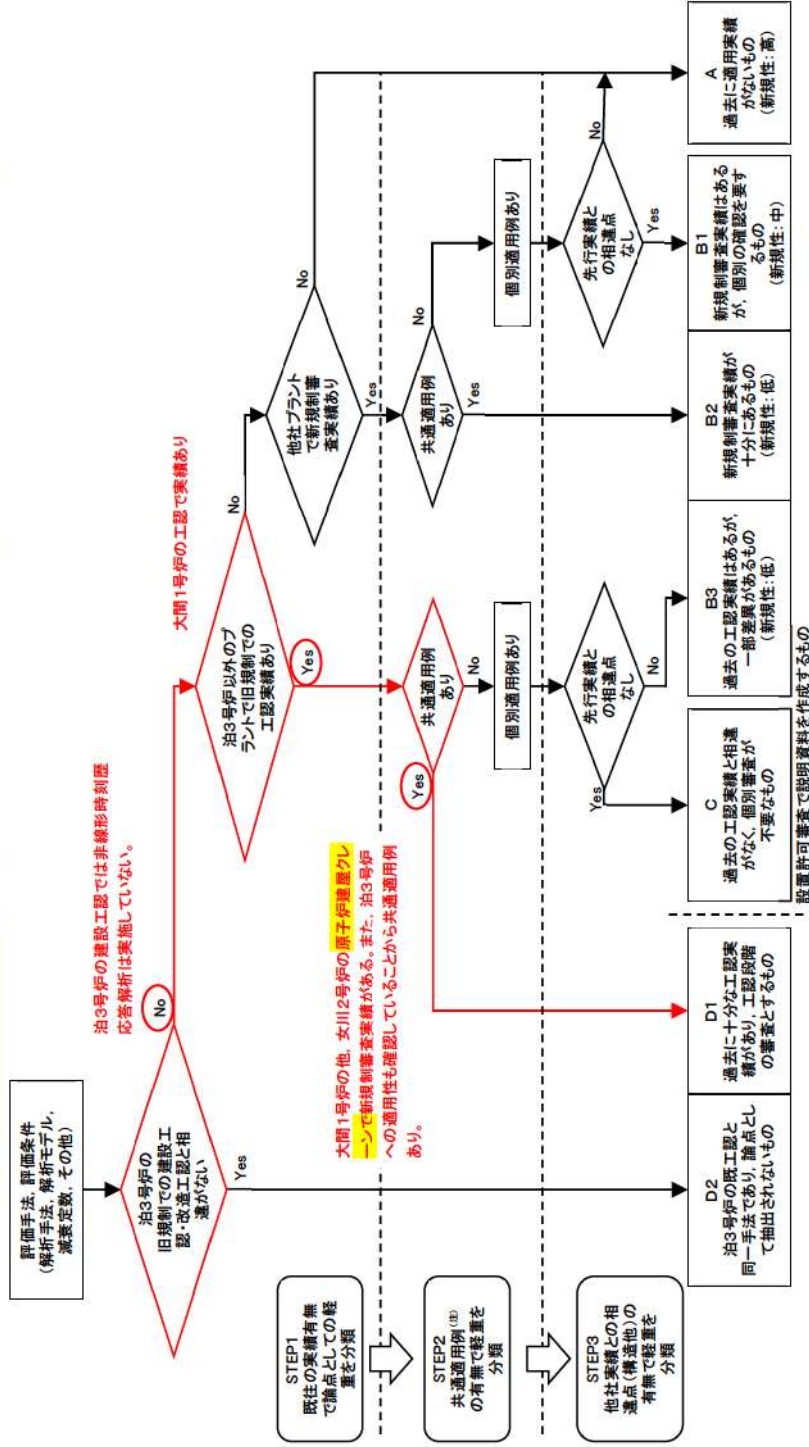 評価手法，評価条件
(解析手法，解析モデル，
減衰定数，その他)
泊3号炉の
旧規制での建設工
認・改造工認と相
違がない
No
Yes
泊3号炉の建設工認では非線形時刻歴
応答解析は実施していない。
泊3号炉以外のプ
ラントで旧規制での
工認実績あり
No
Yes
大間1号炉の工認で実績あり
他社プラント
で新規制審
査実績あり
No
Yes
STEP1
既往の実績有無
で論点としての軽
重を分類
大間1号炉の他，女川2号炉の原子炉建屋クレ
ーンで新規制審査実績がある。また，泊3号炉
への適用性も確認していることから共通適用例
あり。
STEP2
共通適用例(注)
の有無で軽重を
分類
共通適用例
あり
Yes
No
個別適用例あり
共通適用例
あり
No
Yes
個別適用例あり
STEP3
他社実績との相
違点(構造他)の
有無で軽重を
分類
先行実績と
の相違点
なし
Yes
No
先行実績と
の相違点
なし
No
Yes
D2
泊3号炉の既工認と
同一手法であり，論点とし
て抽出されないもの
D1
過去に十分な工認実
績があり，工認段階
の審査とするもの
C
過去の工認実績と相違
がなく，個別審査が
不要なもの
B3
過去の工認実績はあるが，
一部差異があるもの
(新規性：低)
B2
新規制審査実績が
十分にあるもの
(新規性：低)
B1
新規制審査実績はある
が，個別の確認を要す
るもの
(新規性：中)
A
過去に適用実績
がないもの
(新規性：高)
設置許可審査で説明資料を作成するもの